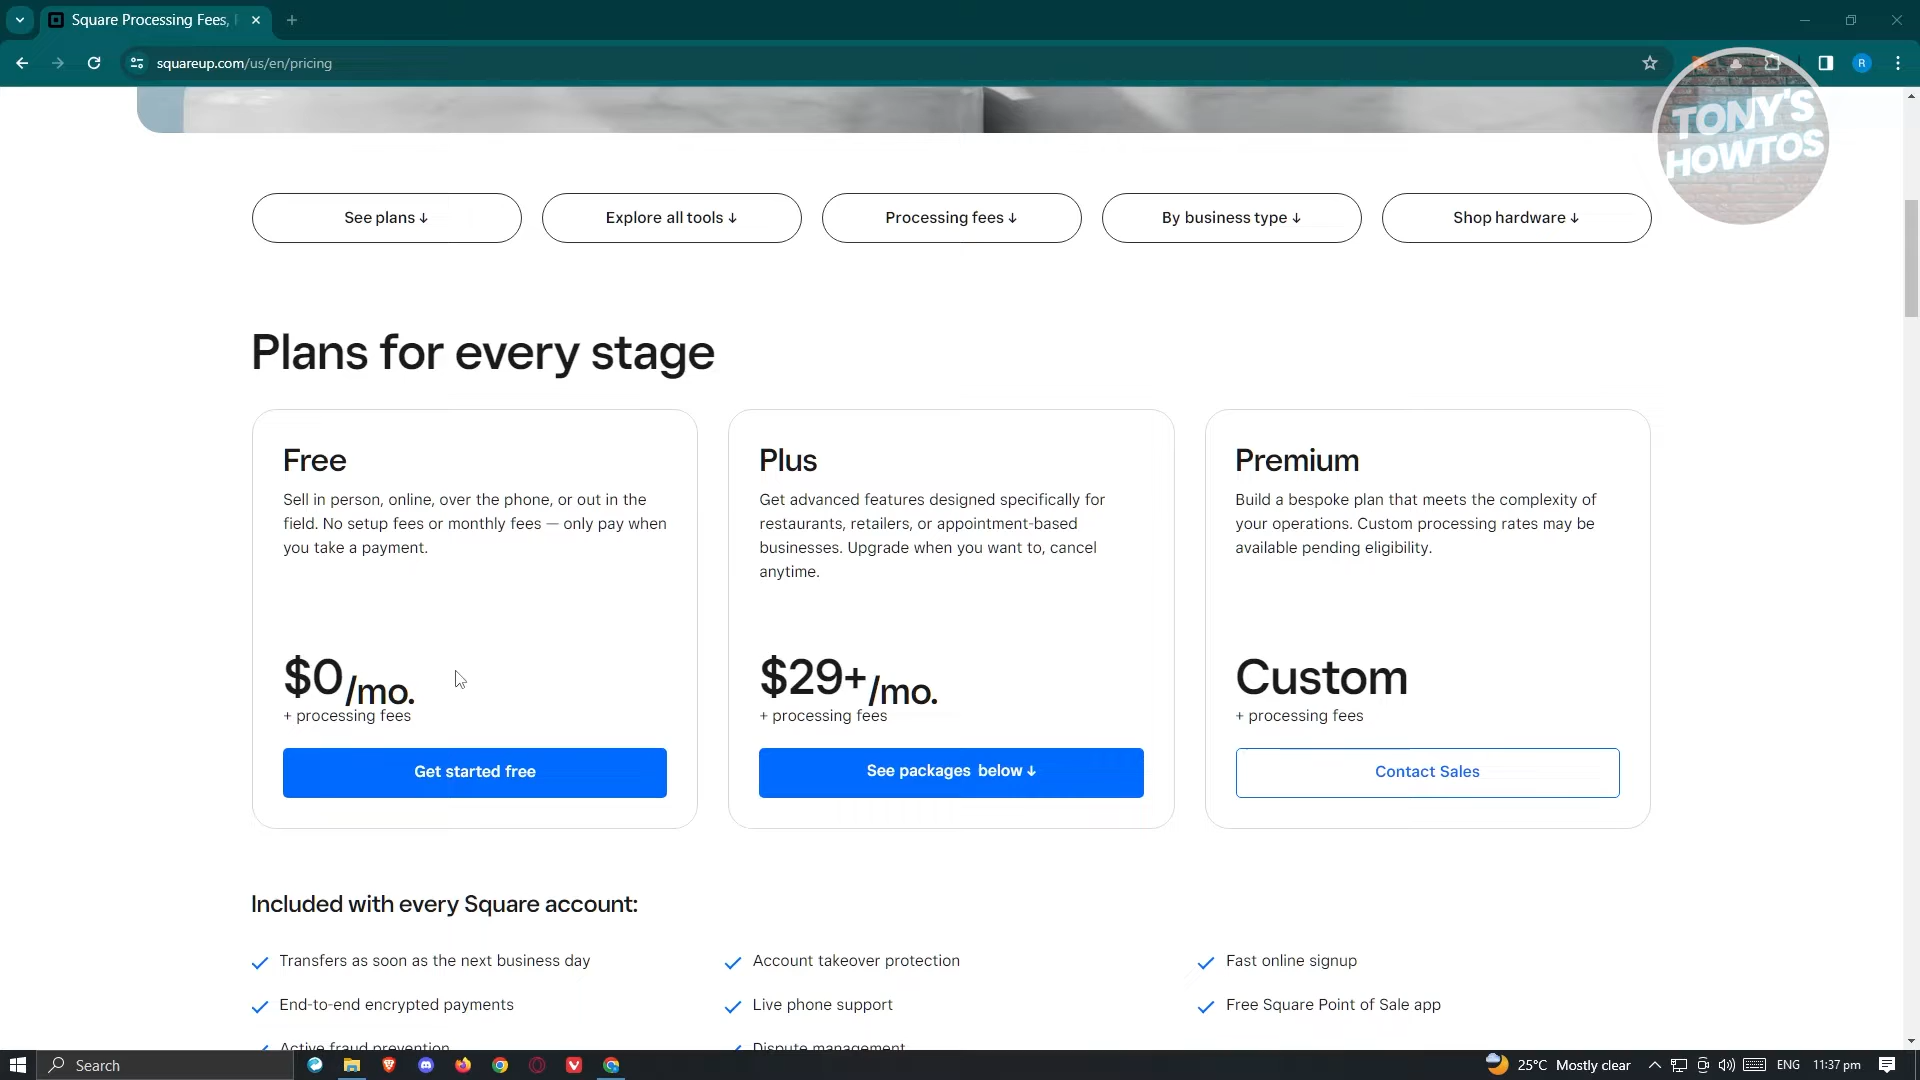 Square Processing Fees,
squareup.com/us/en/pricing
R
TONY'S
HOWTOS
See plans ↓
Explore all tools ↓
Processing fees ↓
By business type ↓
Shop hardware ↓
Plans for every stage
Free
Sell in person, online, over the phone, or out in the
field. No setup fees or monthly fees — only pay when
you take a payment.
$0/mo.
+ processing fees
Get started free
Plus
Get advanced features designed specifically for
restaurants, retailers, or appointment-based
businesses. Upgrade when you want to, cancel
anytime.
$29+/mo.
+ processing fees
See packages below ↓
Premium
Build a bespoke plan that meets the complexity of
your operations. Custom processing rates may be
available pending eligibility.
Custom
+ processing fees
Contact Sales
Included with every Square account:
Transfers as soon as the next business day
Account takeover protection
Fast online signup
End-to-end encrypted payments
Live phone support
Free Square Point of Sale app
Active fraud prevention
Dispute management
Search
25°C Mostly clear
ENG
11:37 pm